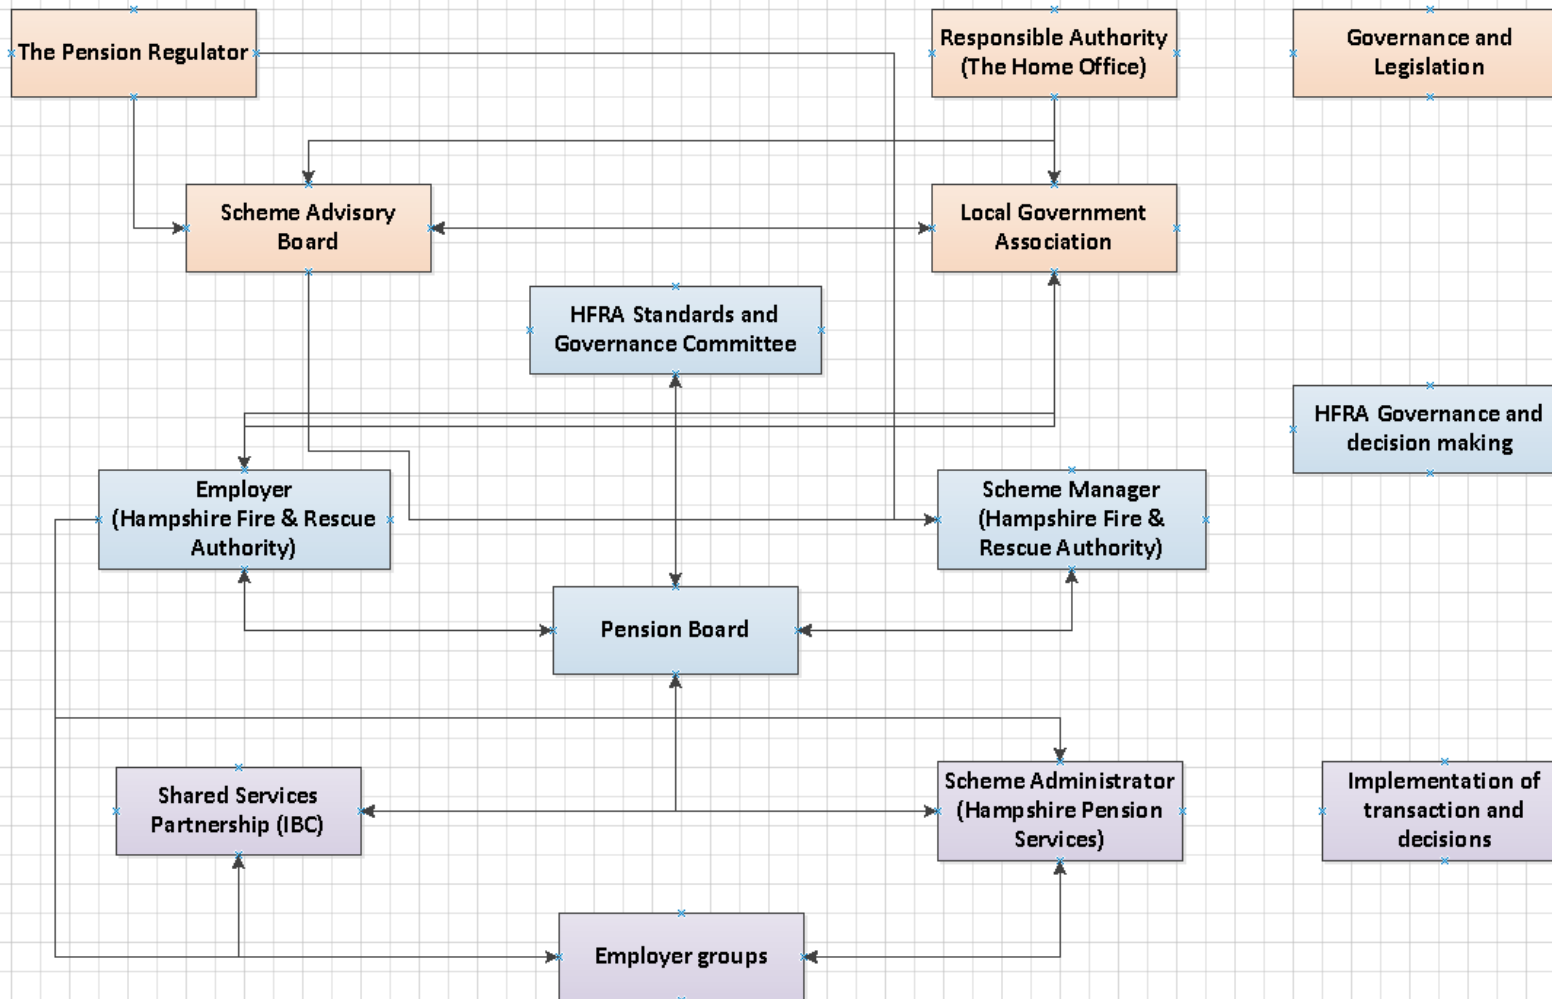 The Pension Regulator
Responsible Authority
(The Home Office)
Governance and
Legislation
Scheme Advisory
Board
Local Government
Association
HFRA Standards and
Governance Committee
HFRA Governance and
decision making
Employer
(Hampshire Fire & Rescue
Authority)
Scheme Manager
(Hampshire Fire &
Rescue Authority)
Pension Board
Shared Services
Partnership (IBC)
Scheme Administrator
(Hampshire Pension
Services)
Implementation of
transaction and
decisions
Employer groups